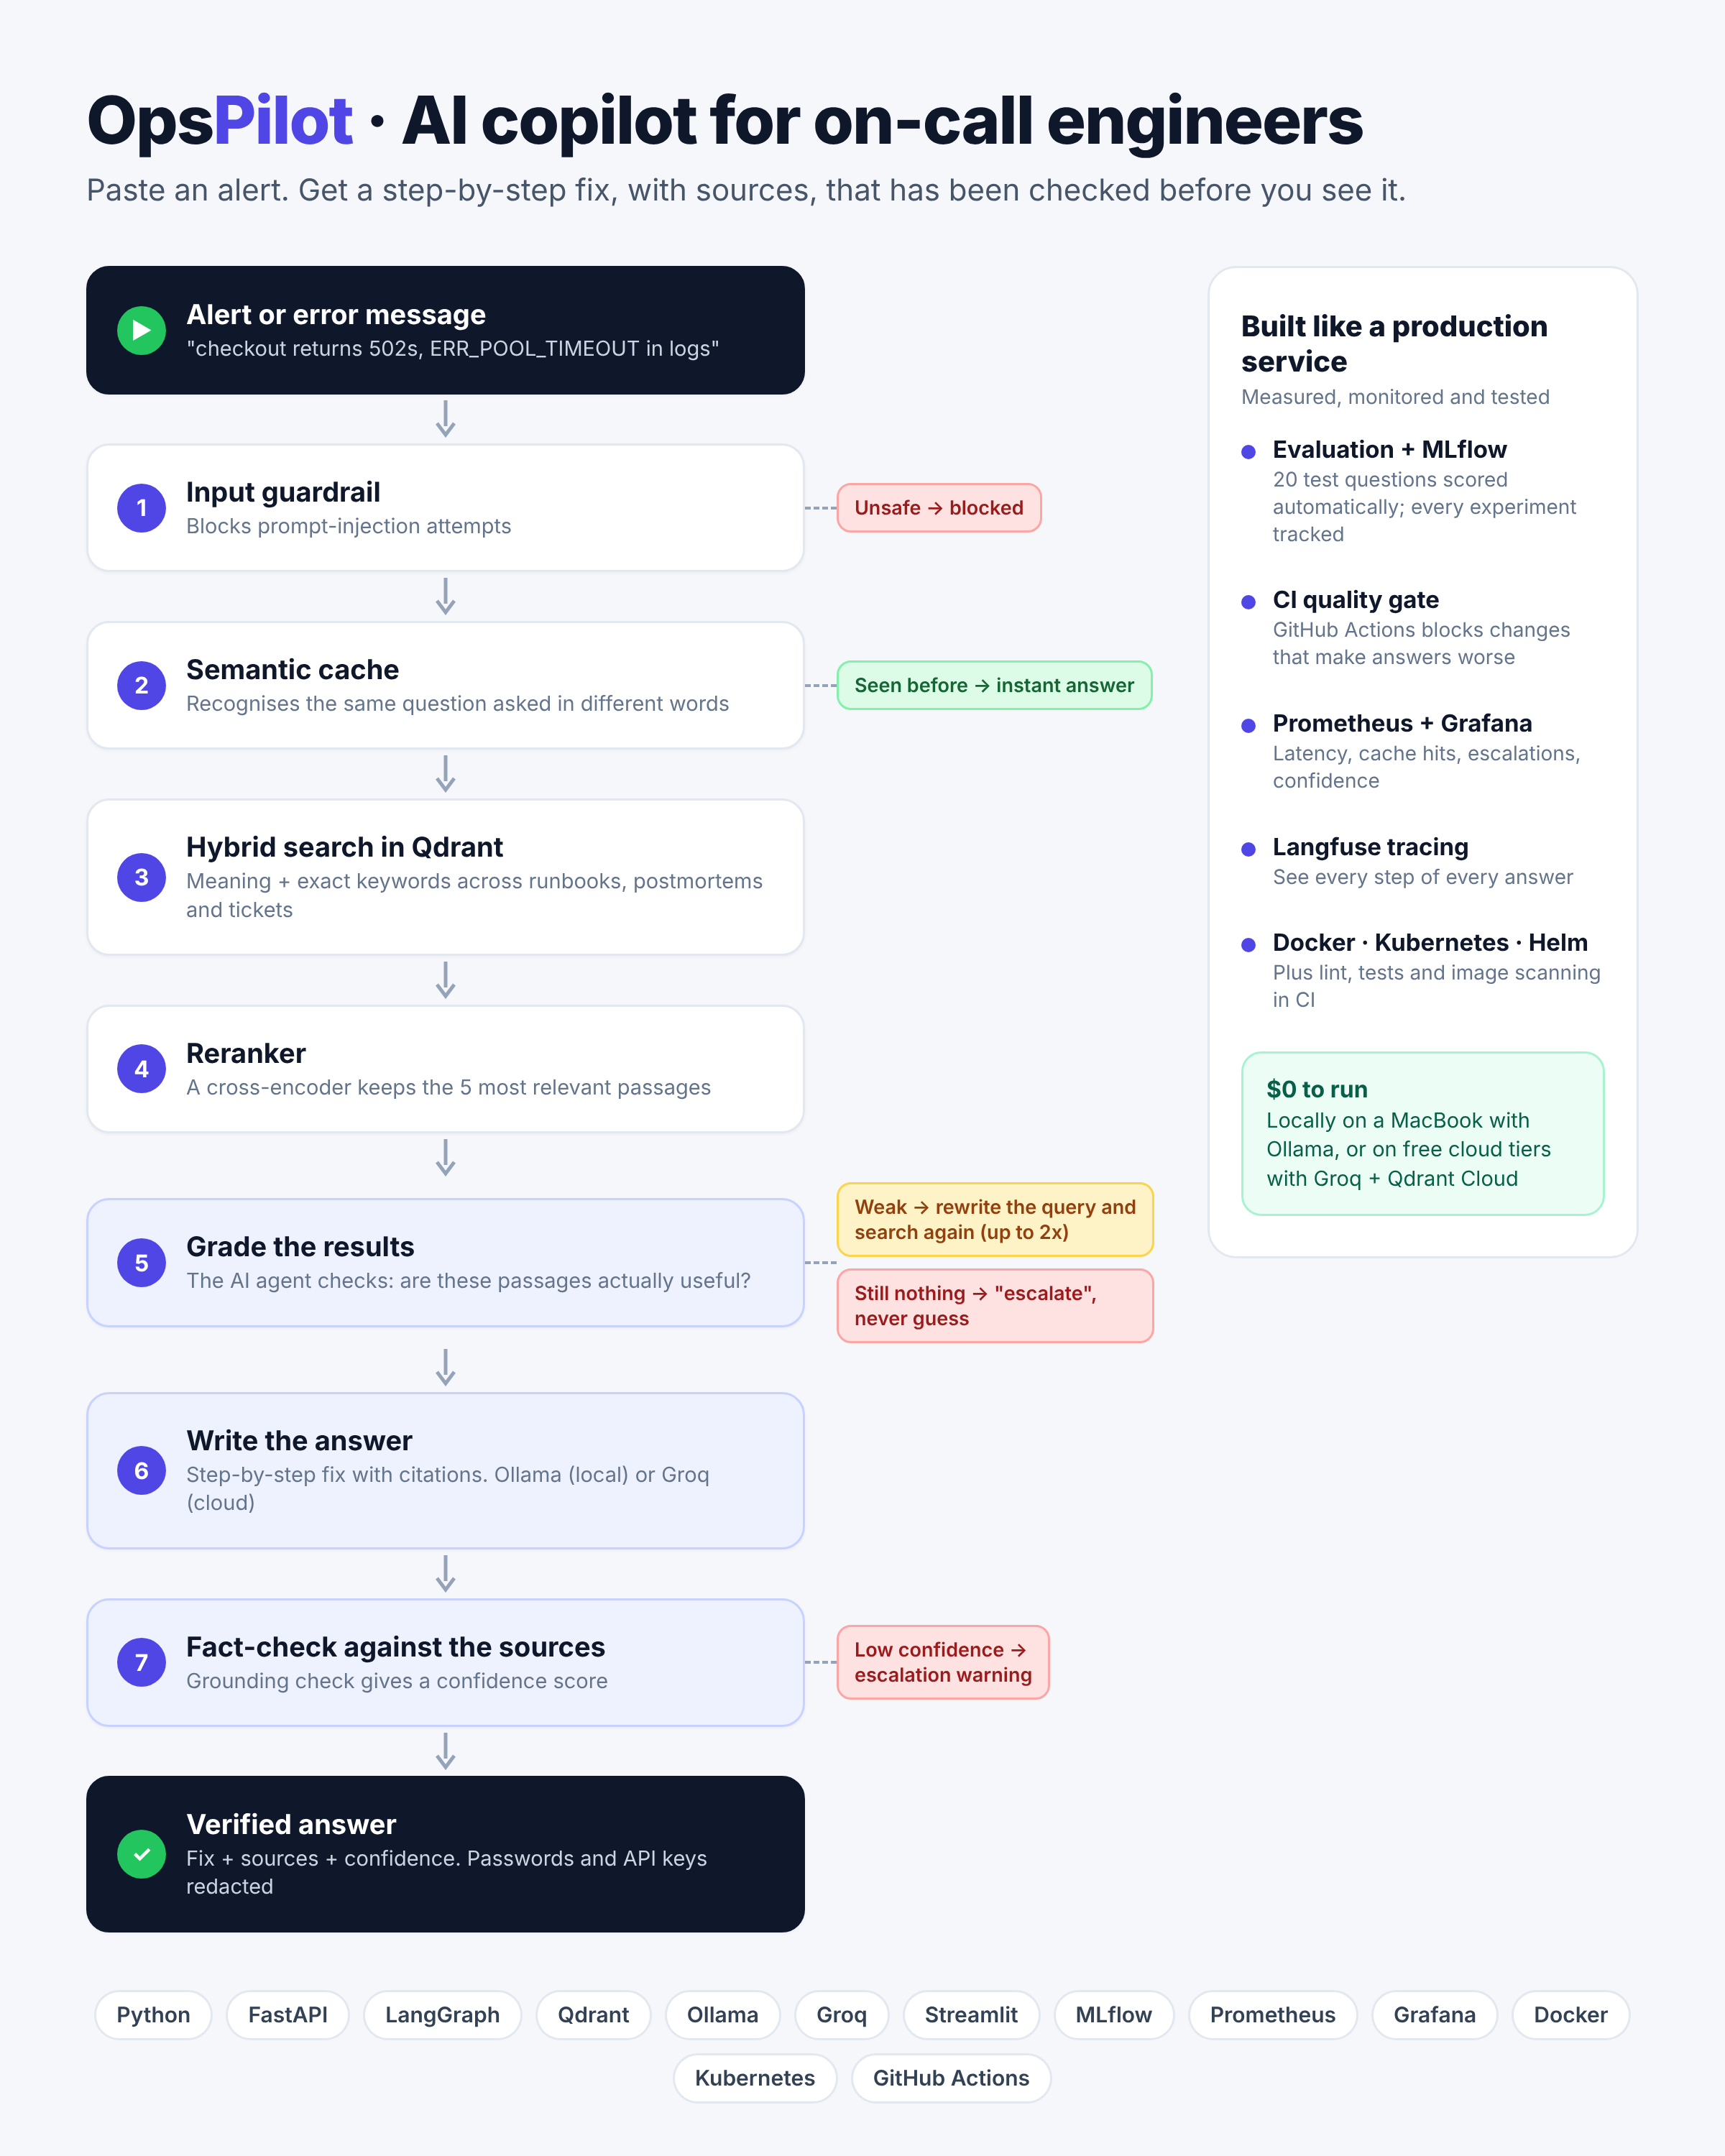 OpsPilot · AI copilot for on-call engineers
Paste an alert. Get a step-by-step fix, with sources, that has been checked before you see it.
Alert or error message
"checkout returns 502s, ERR_POOL_TIMEOUT in logs"
1
Input guardrail
Blocks prompt-injection attempts
Unsafe → blocked
2
Semantic cache
Recognises the same question asked in different words
Seen before → instant answer
3
Hybrid search in Qdrant
Meaning + exact keywords across runbooks, postmortems
and tickets
4
Reranker
A cross-encoder keeps the 5 most relevant passages
5
Grade the results
The AI agent checks: are these passages actually useful?
Weak → rewrite the query and
search again (up to 2x)
Still nothing → "escalate",
never guess
6
Write the answer
Step-by-step fix with citations. Ollama (local) or Groq
(cloud)
7
Fact-check against the sources
Grounding check gives a confidence score
Low confidence →
escalation warning
Verified answer
Fix + sources + confidence. Passwords and API keys
redacted
Built like a production
service
Measured, monitored and tested
Evaluation + MLflow
20 test questions scored
automatically; every experiment
tracked
CI quality gate
GitHub Actions blocks changes
that make answers worse
Prometheus + Grafana
Latency, cache hits, escalations,
confidence
Langfuse tracing
See every step of every answer
Docker · Kubernetes · Helm
Plus lint, tests and image scanning
in CI
$0 to run
Locally on a MacBook with
Ollama, or on free cloud tiers
with Groq + Qdrant Cloud
Python FastAPI LangGraph Qdrant Ollama Groq Streamlit MLflow Prometheus Grafana Docker
Kubernetes GitHub Actions